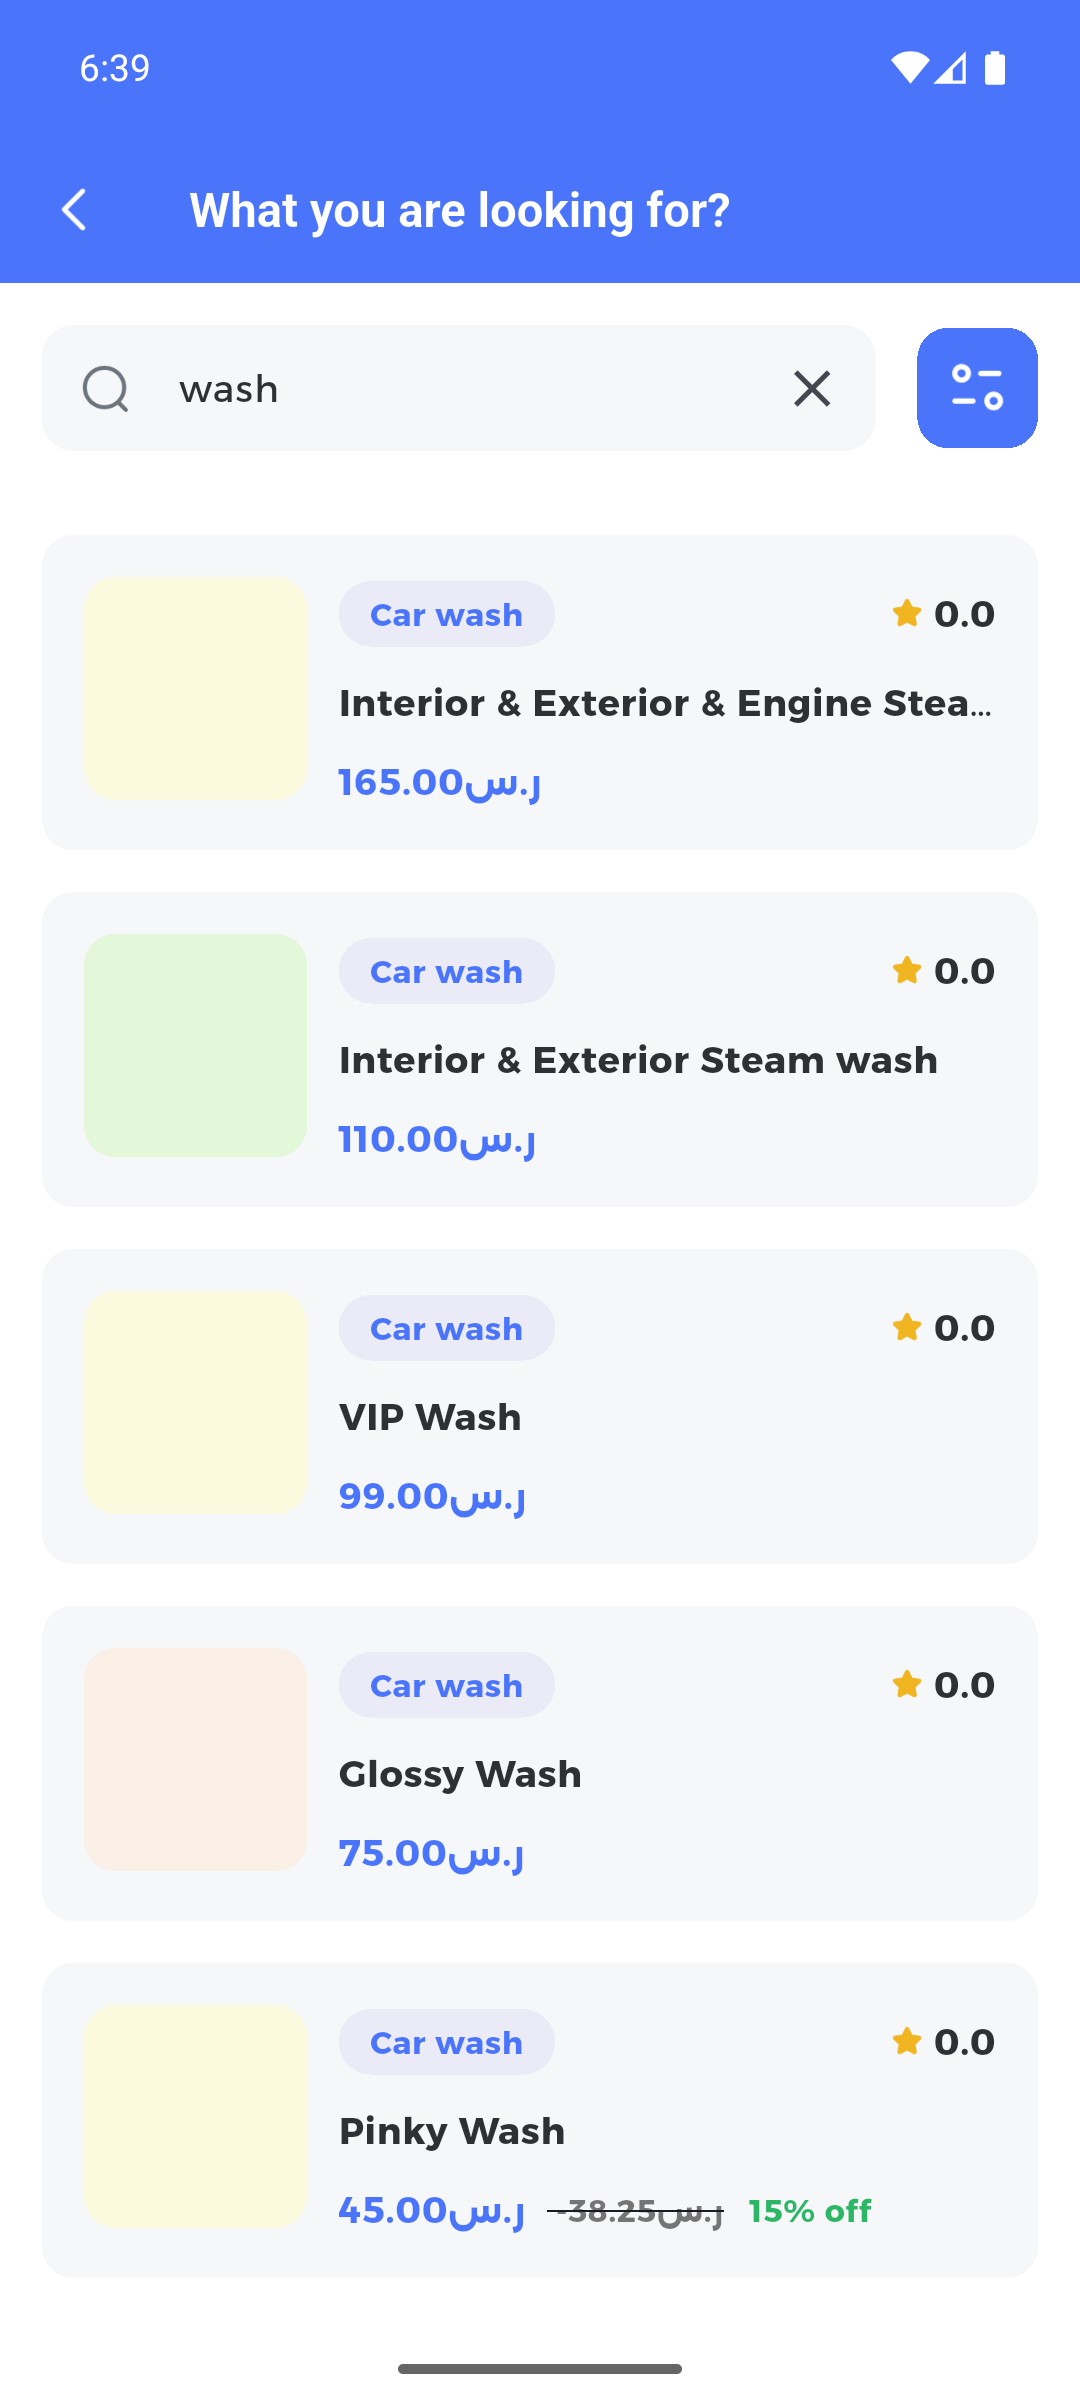 6:39
What you are looking for?
wash
Car wash 0.0
Interior & Exterior & Engine Stea...
165.00ر.س
Car wash 0.0
Interior & Exterior Steam wash
110.00ر.س
Car wash 0.0
VIP Wash
99.00ر.س
Car wash 0.0
Glossy Wash
75.00ر.س
Car wash 0.0
Pinky Wash
45.00ر.س -38.25ر.س 15% off